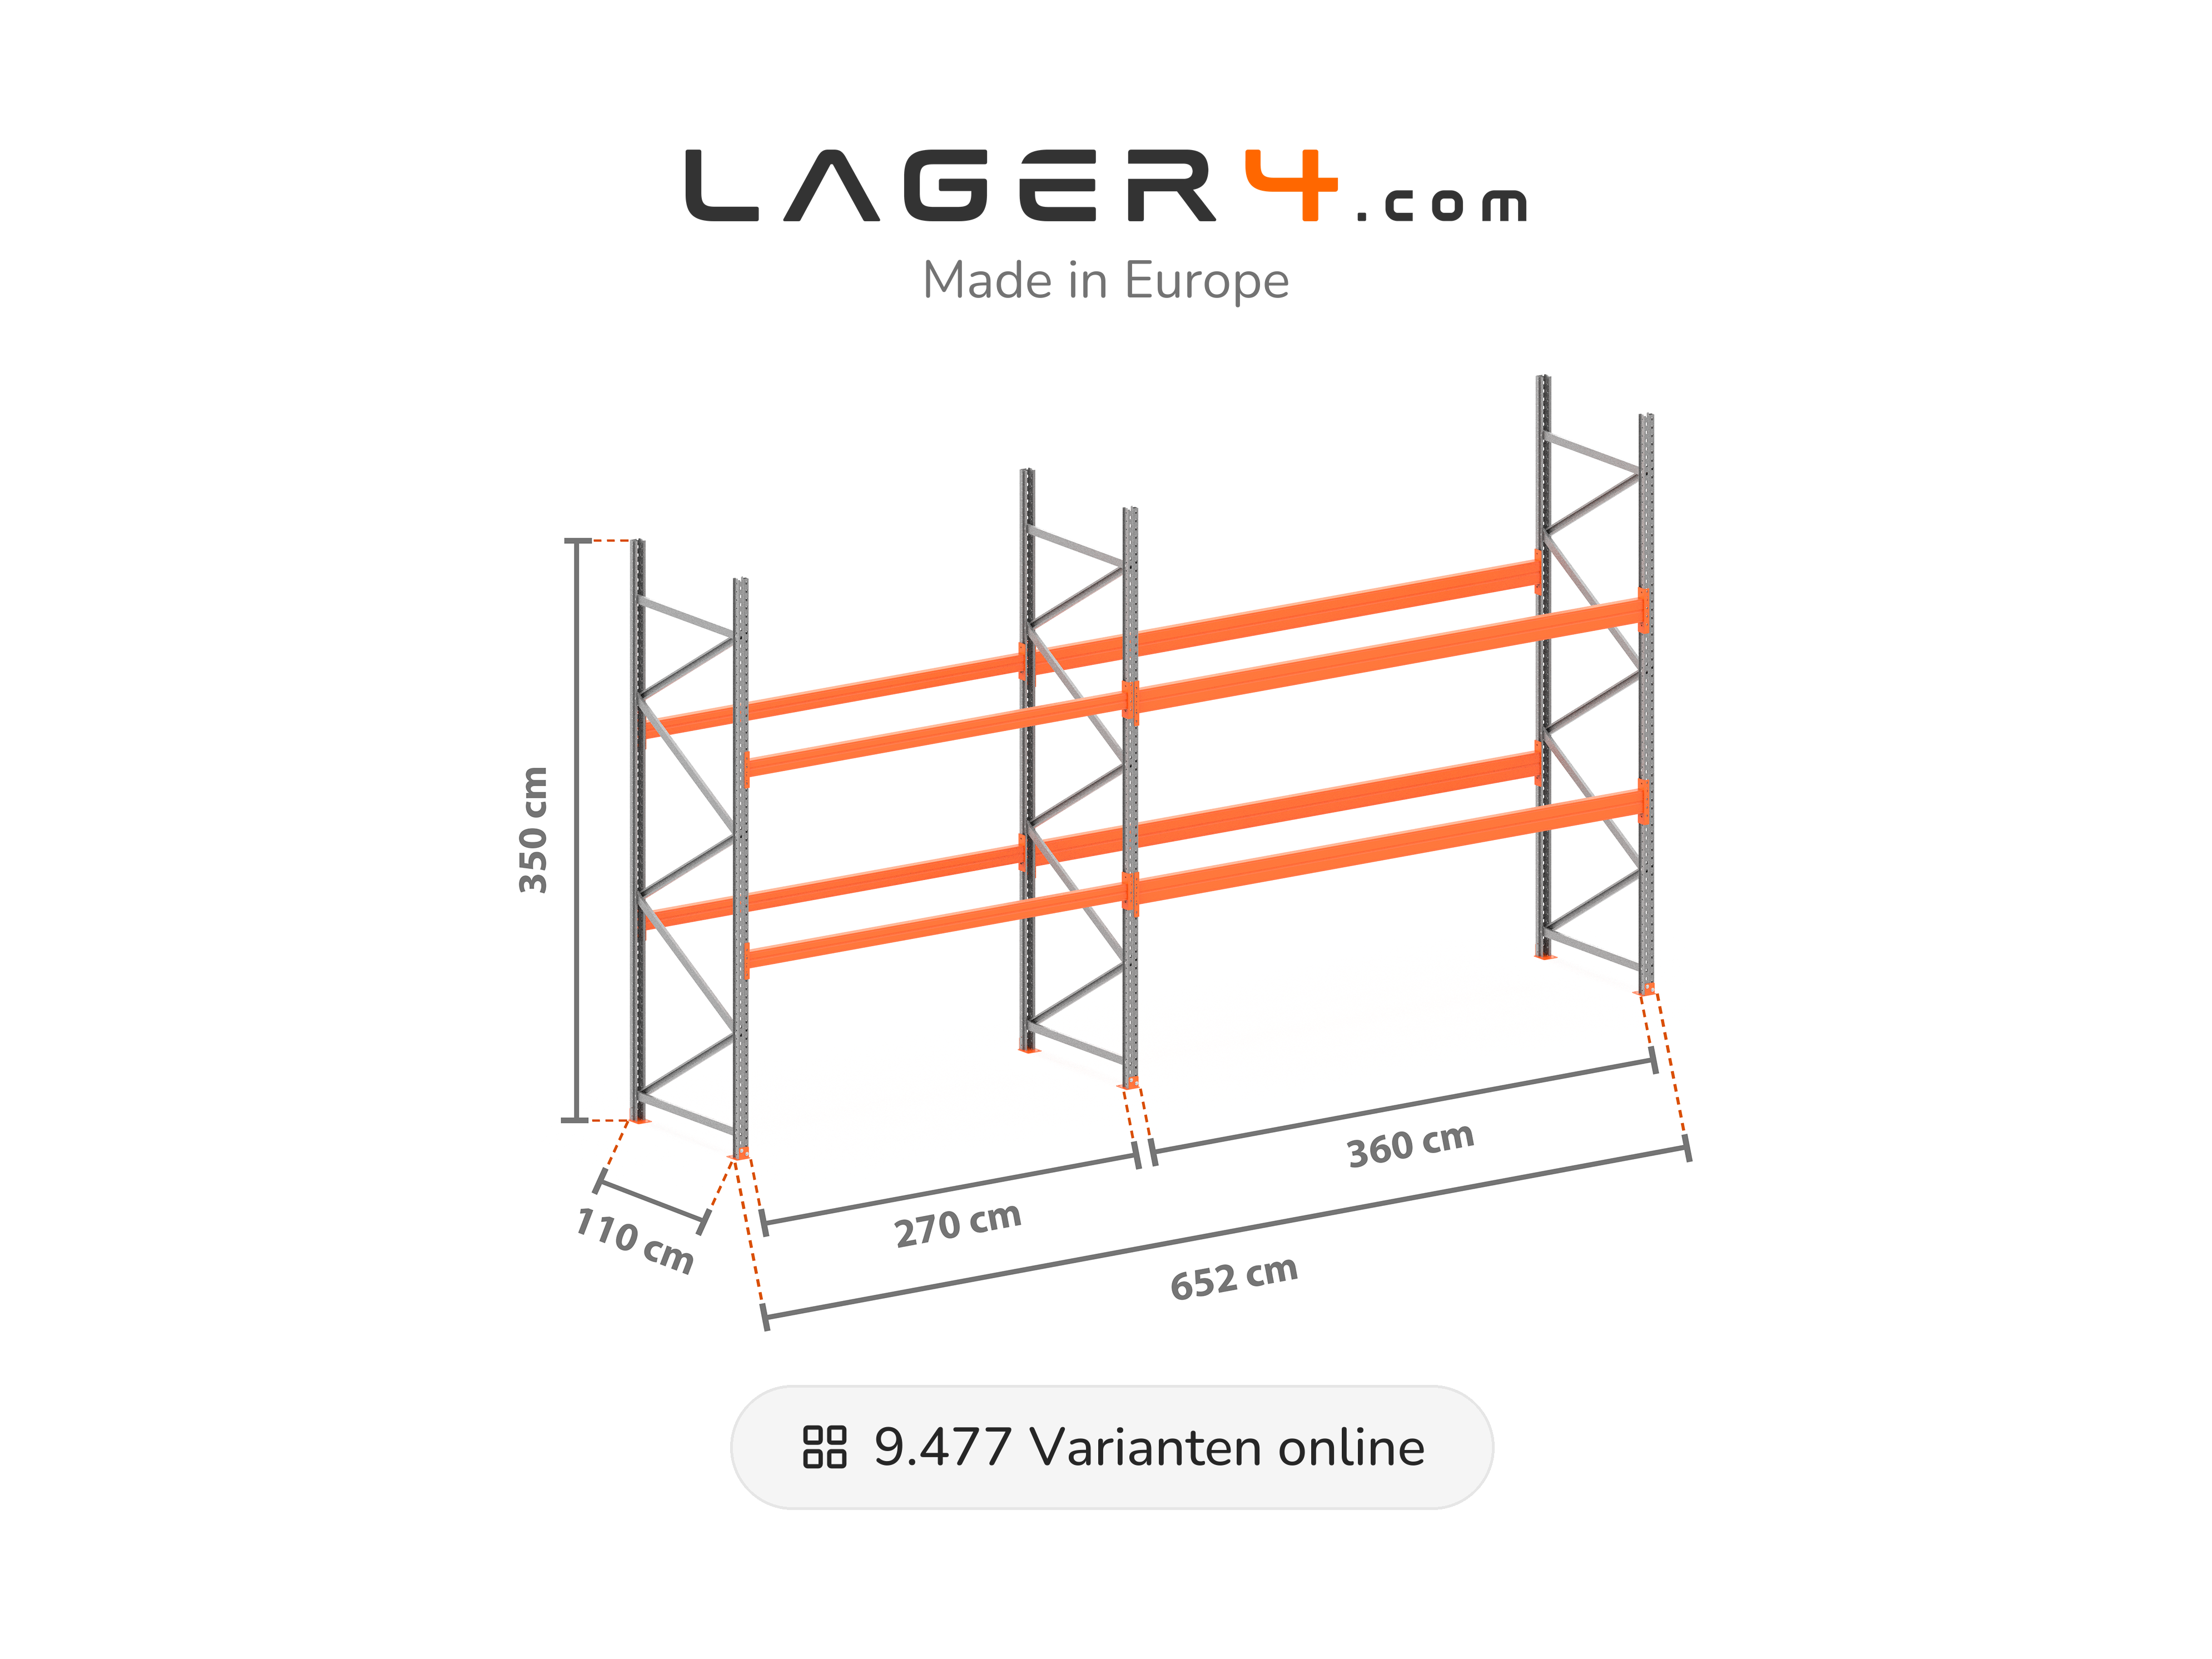 LAGER4.com
Made in Europe
350 cm
110 cm
270 cm
360 cm
652 cm
9.477 Varianten online